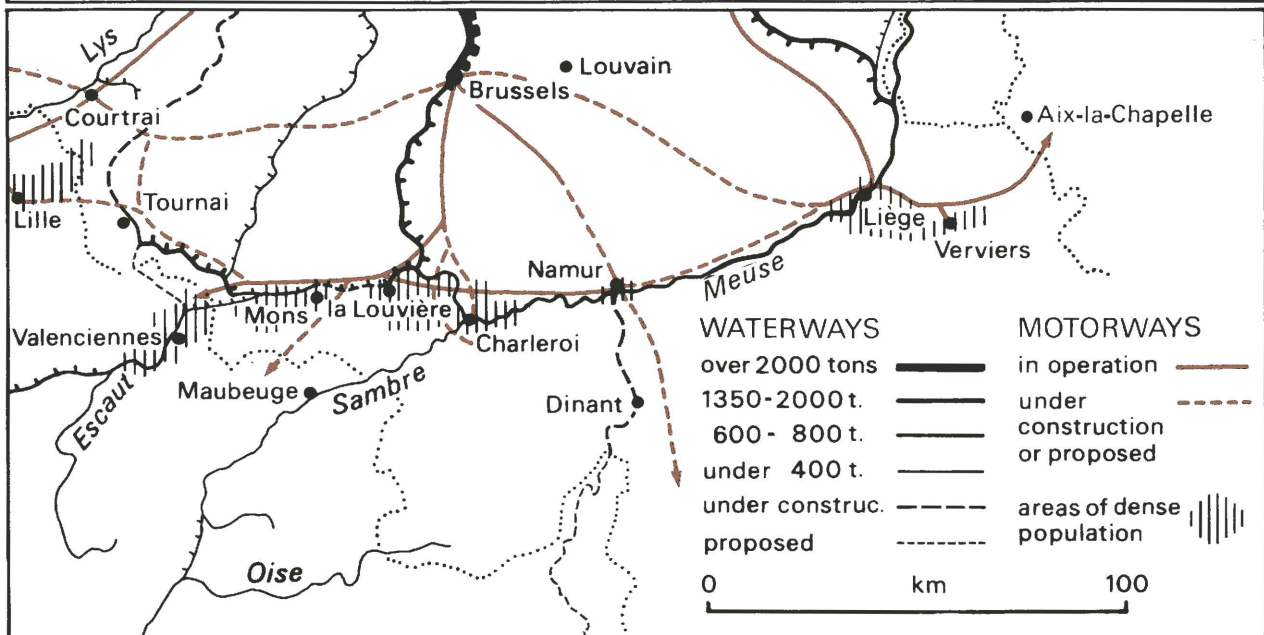 Lys
Louvain
Brussels
Courtrai
Aix-la-Chapelle
Tournai
Lille
Liège
Verviers
Namur
Meuse
Mons
la Louvière
Valenciennes
Charleroi
Escaut
Maubeuge
Sambre
Dinant
Oise
WATERWAYS
over 2000 tons
1350-2000 t.
600- 800 t.
under 400 t.
under construc.
proposed
MOTORWAYS
in operation
under
construction
or proposed
areas of dense
population
0 km 100